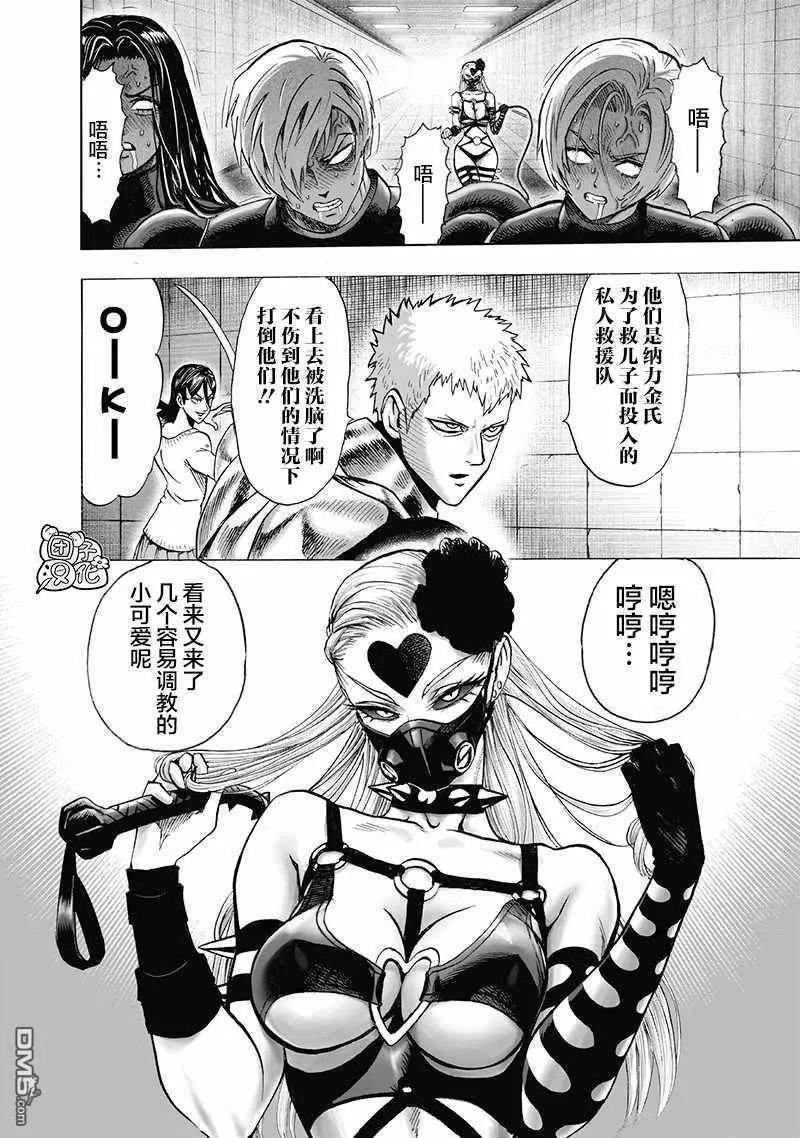 唔——
唔——
唔唔…
他们是纳力金氏
为了救儿子而投入的
私人救援队
看上去被洗脑了啊
不伤到他们的情况下
打倒他们!!
OIKI
嗯哼哼哼
哼哼…
看来又来了
几个容易调教的
小可爱呢
团子
汉化
DM5